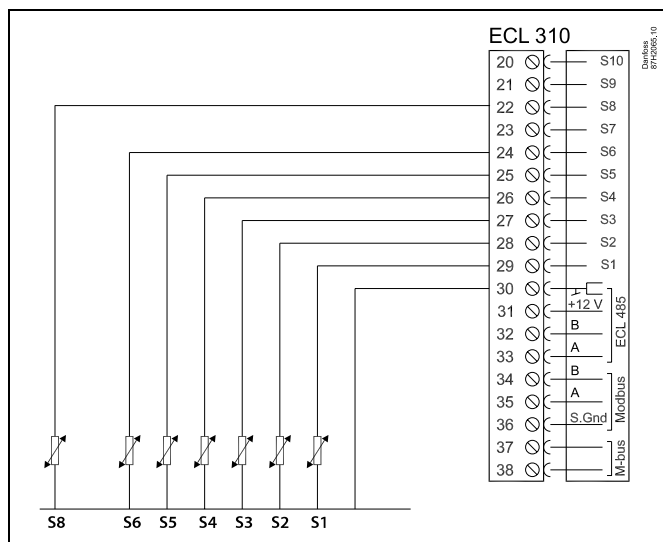 ECL 310
Danfoss
87H2065.10
20 S10
21 S9
22 S8
23 S7
24 S6
25 S5
26 S4
27 S3
28 S2
29 S1
30
31 +12 V
32 B
33 A
ECL 485
34 B
35 A
36 S.Gnd
Modbus
37
38
M-bus
S8 S6 S5 S4 S3 S2 S1